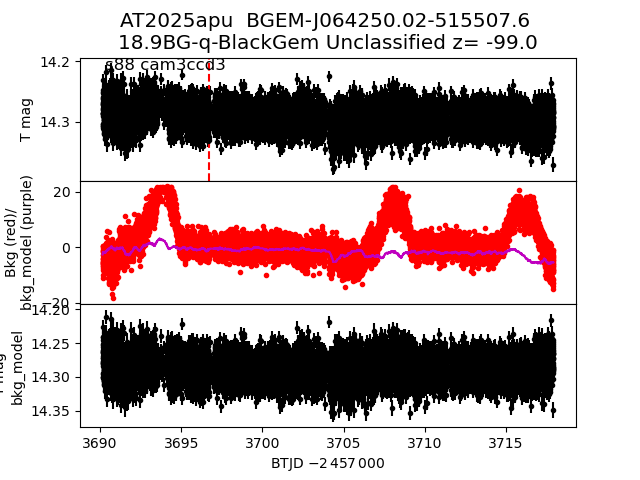 AT2025apu  BGEM-J064250.02-515507.6
18.9BG-q-BlackGem Unclassified z= -99.0
s88 cam3ccd3
14.2
14.3
T mag
20
0
−20
Bkg (red)/
bkg_model (purple)
14.20
14.25
14.30
14.35
T mag
bkg_model
3690
3695
3700
3705
3710
3715
BTJD −2 457 000